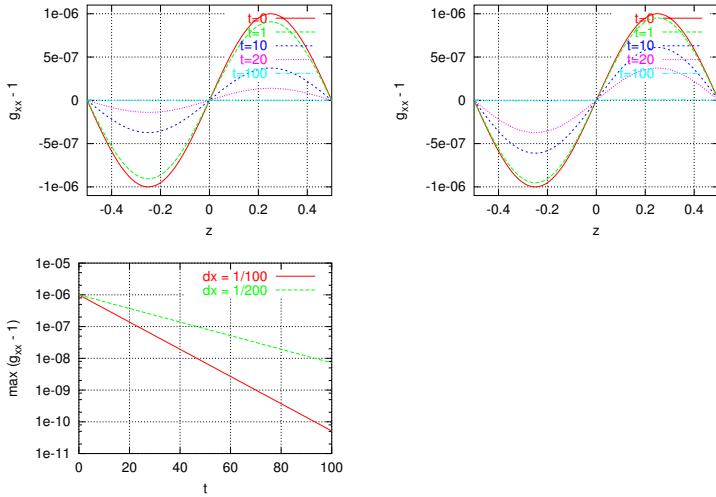 1e-06
5e-07
0
-5e-07
-1e-06
g_xx - 1
t=0
t=1
t=10
t=20
t=100
-0.4 -0.2 0 0.2 0.4
z
1e-06
5e-07
0
-5e-07
-1e-06
g_xx - 1
t=0
t=1
t=10
t=20
t=100
-0.4 -0.2 0 0.2 0.4
z
1e-05
1e-06
1e-07
1e-08
1e-09
1e-10
1e-11
max (g_xx - 1)
dx = 1/100
dx = 1/200
0 20 40 60 80 100
t